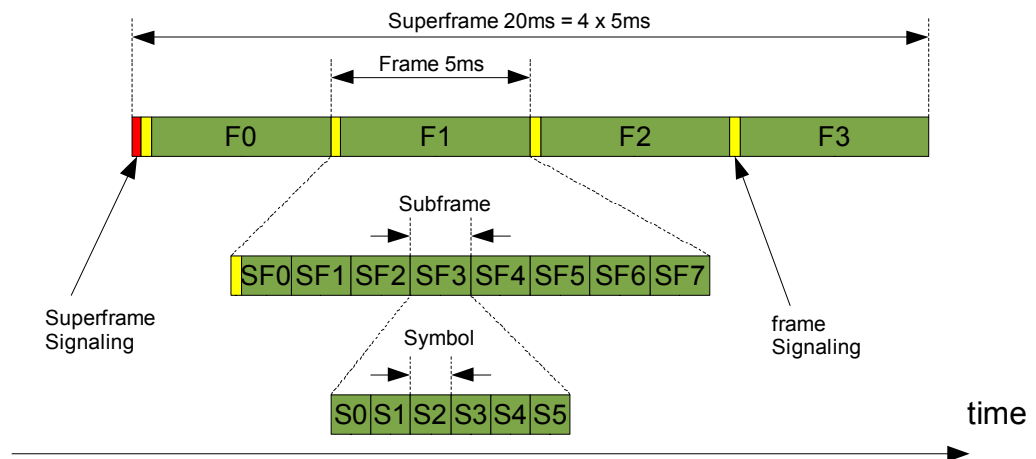 Superframe 20ms = 4 x 5ms
Frame 5ms
F0 F1 F2 F3
Subframe
SF0 SF1 SF2 SF3 SF4 SF5 SF6 SF7
Superframe
Signaling
frame
Signaling
Symbol
S0 S1 S2 S3 S4 S5
time